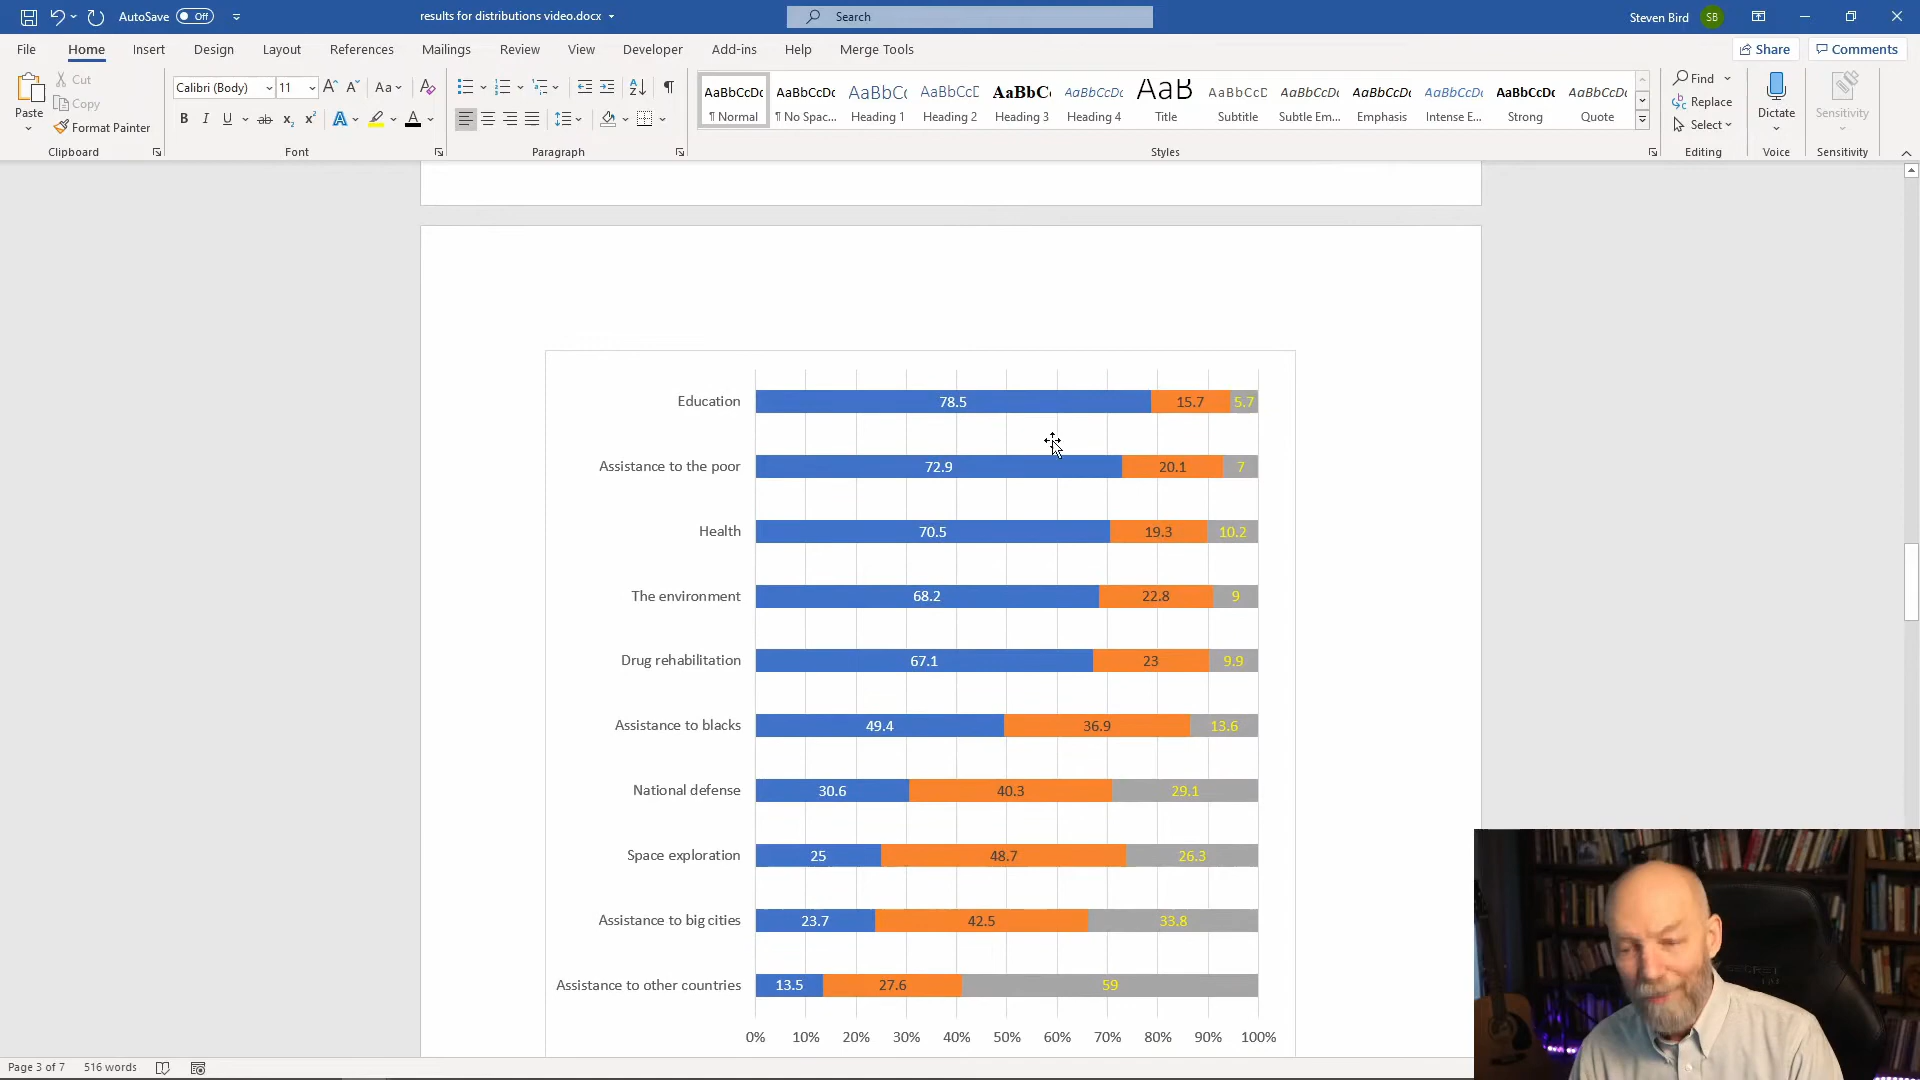 AutoSave Off
results for distributions video.docx
Search
Steven Bird SB
File Home Insert Design Layout References Mailings Review View Developer Add-ins Help Merge Tools Share Comments
Paste
Cut
Copy
Format Painter
Clipboard
Calibri (Body) 11
Font
Paragraph
AaBbCcDc AaBbCcDc AaBbCc AaBbCcD AaBbC AaBbCcDc AaB AaBbCcD AaBbCcDc AaBbCcDc AaBbCcDc AaBbCcDc AaBbCcDc
¶ Normal ¶ No Spac... Heading 1 Heading 2 Heading 3 Heading 4 Title Subtitle Subtle Em... Emphasis Intense E... Strong Quote
Styles
Find
Replace
Select
Editing
Dictate
Voice
Sensitivity
Sensitivity
Education 78.5 15.7 5.7
Assistance to the poor 72.9 20.1 7
Health 70.5 19.3 10.2
The environment 68.2 22.8 9
Drug rehabilitation 67.1 23 9.9
Assistance to blacks 49.4 36.9 13.6
National defense 30.6 40.3 29.1
Space exploration 25 48.7 26.3
Assistance to big cities 23.7 42.5 33.8
Assistance to other countries 13.5 27.6 59
0% 10% 20% 30% 40% 50% 60% 70% 80% 90% 100%
Page 3 of 7 516 words